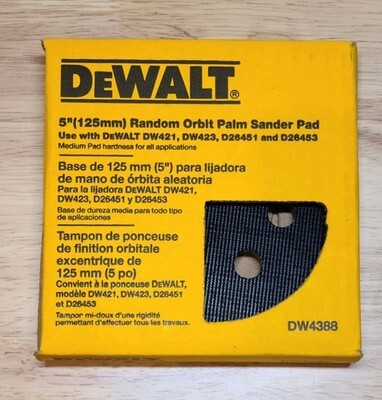 DEWALT®
5"(125mm) Random Orbit Palm Sander Pad
Use with DEWALT DW421, DW423, D26451 and D26453
Medium Pad hardness for all applications
Base de 125 mm (5") para lijadora
de mano de órbita aleatoria
Para la lijadora DEWALT DW421,
DW423, D26451 y D26453
Base de dureza media para todo tipo
de aplicaciones
Tampon de ponceuse
de finition orbitale
excentrique de
125 mm (5 po)
Convient à la ponceuse DEWALT,
modèle DW421, DW423, D26451
et D26453
Tampor mi-doux d'une rigidité
permettant d'effectuer tous les travaux.
DW4388